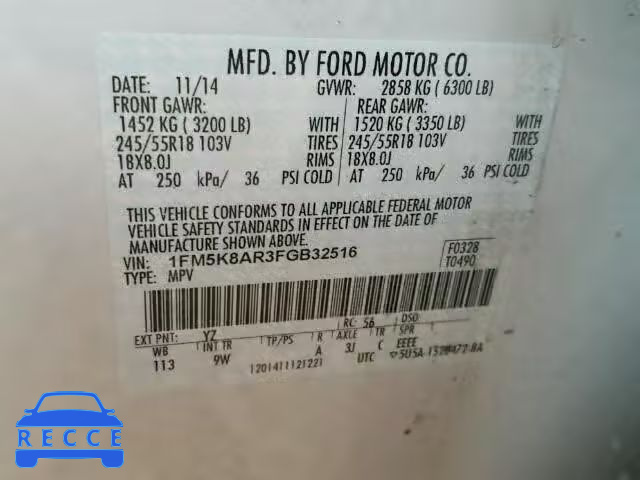 MFD. BY FORD MOTOR CO.
DATE: 11/14 GVWR: 2858 KG ( 6300 LB)
FRONT GAWR: REAR GAWR:
1452 KG ( 3200 LB) WITH 1520 KG ( 3350 LB) WITH
245/55R18 103V TIRES 245/55R18 103V TIRES
18X8.0J RIMS 18X8.0J RIMS
AT 250 kPa/ 36 PSI COLD AT 250 kPa/ 36 PSI COLD
THIS VEHICLE CONFORMS TO ALL APPLICABLE FEDERAL MOTOR
VEHICLE SAFETY STANDARDS IN EFFECT ON THE DATE OF
MANUFACTURE SHOWN ABOVE.
VIN: 1FM5K8AR3FGB32516 F0328
TYPE: MPV T0490
EXT PNT: YZ RC: 56 DSO:
WB INT TR TP/PS R AXLE TR SPR
113 9W A 3J C EEEE
1201411121221 UTC
RECCE